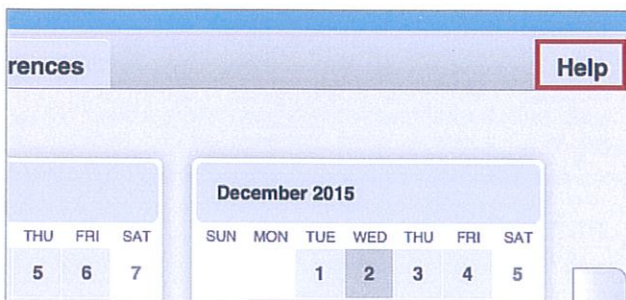 rences Help
December 2015
THU FRI SAT SUN MON TUE WED THU FRI SAT
5 6 7 1 2 3 4 5